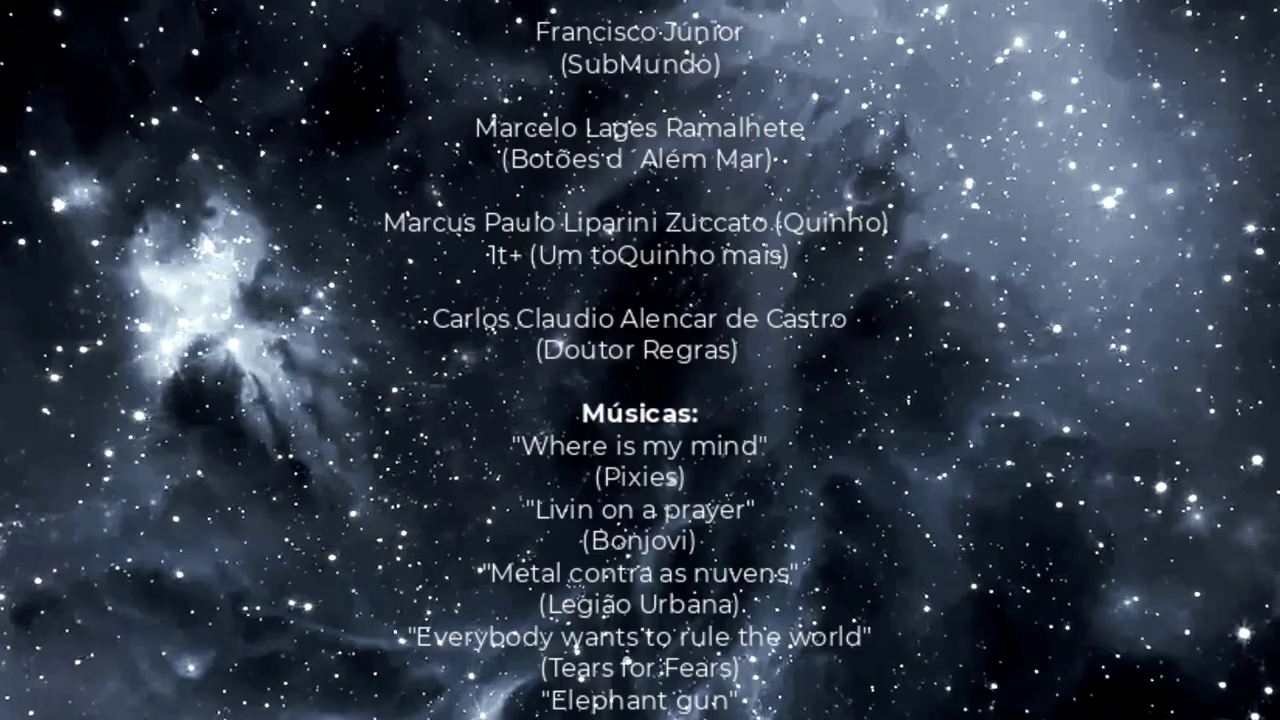 Francisco Júnior
(SubMundo)
Marcelo Lages Ramalhete
(Botões d ´Além Mar)
Marcus Paulo Liparini Zuccato (Quinho)
1t+ (Um toQuinho mais)
Carlos Claudio Alencar de Castro
(Doutor Regras)
Músicas:
"Where is my mind"
(Pixies)
"Livin on a prayer"
(Bonjovi)
"Metal contra as nuvens"
(Legião Urbana)
"Everybody wants to rule the world"
(Tears for Fears)
"Elephant gun"